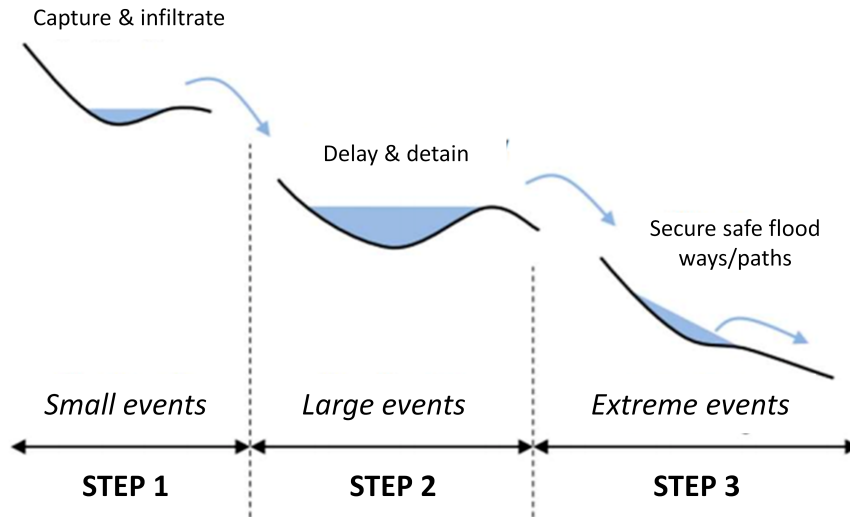 Capture & infiltrate
Delay & detain
Secure safe flood
ways/paths
Small events
Large events
Extreme events
STEP 1
STEP 2
STEP 3